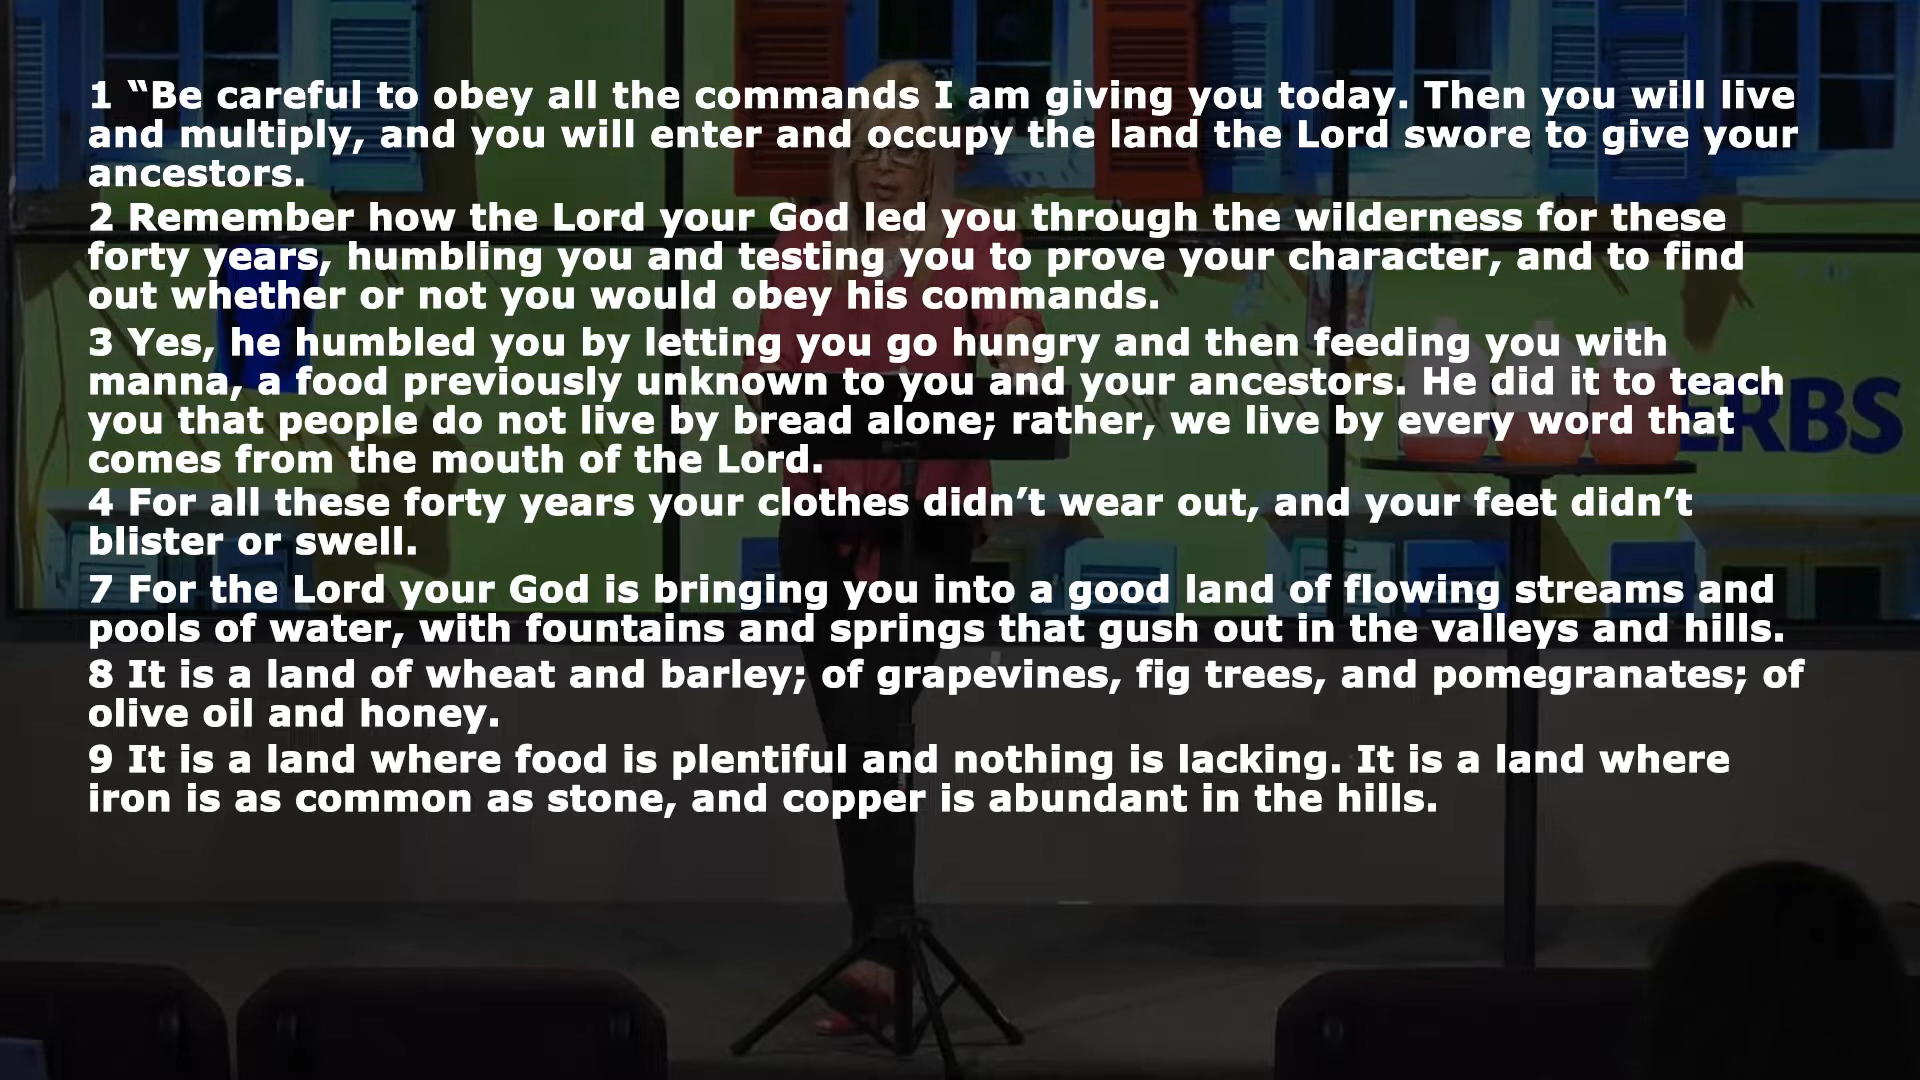 1 “Be careful to obey all the commands I am giving you today. Then you will live
and multiply, and you will enter and occupy the land the Lord swore to give your
ancestors.
2 Remember how the Lord your God led you through the wilderness for these
forty years, humbling you and testing you to prove your character, and to find
out whether or not you would obey his commands.
3 Yes, he humbled you by letting you go hungry and then feeding you with
manna, a food previously unknown to you and your ancestors. He did it to teach
you that people do not live by bread alone; rather, we live by every word that
comes from the mouth of the Lord.
4 For all these forty years your clothes didn’t wear out, and your feet didn’t
blister or swell.
7 For the Lord your God is bringing you into a good land of flowing streams and
pools of water, with fountains and springs that gush out in the valleys and hills.
8 It is a land of wheat and barley; of grapevines, fig trees, and pomegranates; of
olive oil and honey.
9 It is a land where food is plentiful and nothing is lacking. It is a land where
iron is as common as stone, and copper is abundant in the hills.